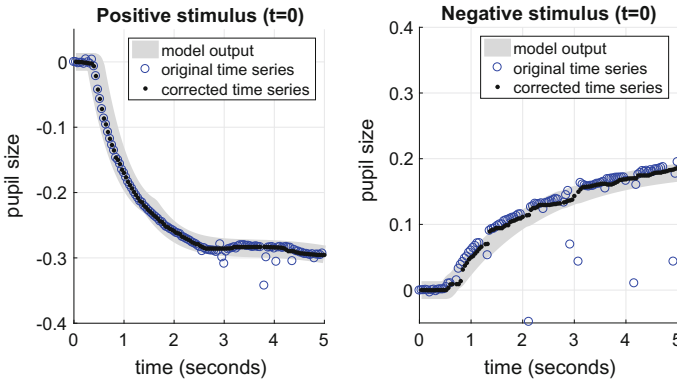 Positive stimulus (t=0)
model output
original time series
corrected time series
0
-0.1
-0.2
-0.3
-0.4
pupil size
0 1 2 3 4 5
time (seconds)
Negative stimulus (t=0)
model output
original time series
corrected time series
0.4
0.3
0.2
0.1
0
pupil size
0 1 2 3 4 5
time (seconds)